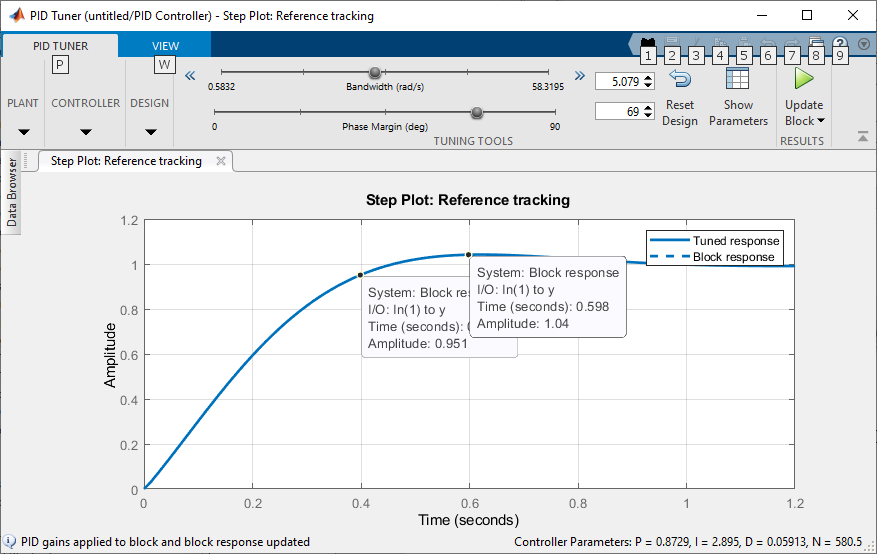 PID Tuner (untitled/PID Controller) - Step Plot: Reference tracking
PID TUNER
VIEW
P
W
1 2 3 4 5 6 7 8 9
PLANT
CONTROLLER
DESIGN
0.5832
Bandwidth (rad/s)
58.3195
0
Phase Margin (deg)
90
5.079
69
Reset
Design
Show
Parameters
Update
Block
TUNING TOOLS
RESULTS
Data Browser
Step Plot: Reference tracking
Step Plot: Reference tracking
Tuned response
Block response
System: Block res
I/O: In(1) to y
Time (seconds):
Amplitude: 0.951
System: Block response
I/O: In(1) to y
Time (seconds): 0.598
Amplitude: 1.04
Amplitude
1.2
1
0.8
0.6
0.4
0.2
0
0 0.2 0.4 0.6 0.8 1 1.2
Time (seconds)
PID gains applied to block and block response updated
Controller Parameters: P = 0.8729, I = 2.895, D = 0.05913, N = 580.5